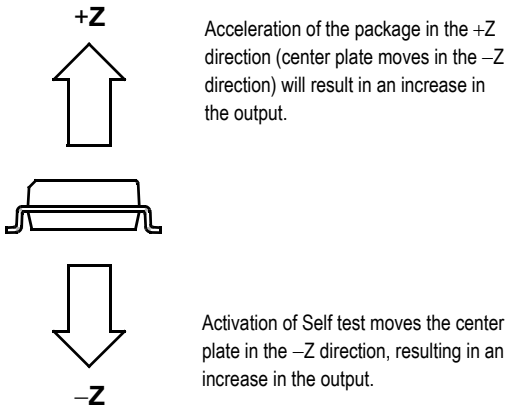 +Z
Acceleration of the package in the +Z
direction (center plate moves in the –Z
direction) will result in an increase in
the output.
Activation of Self test moves the center
plate in the –Z direction, resulting in an
increase in the output.
–Z